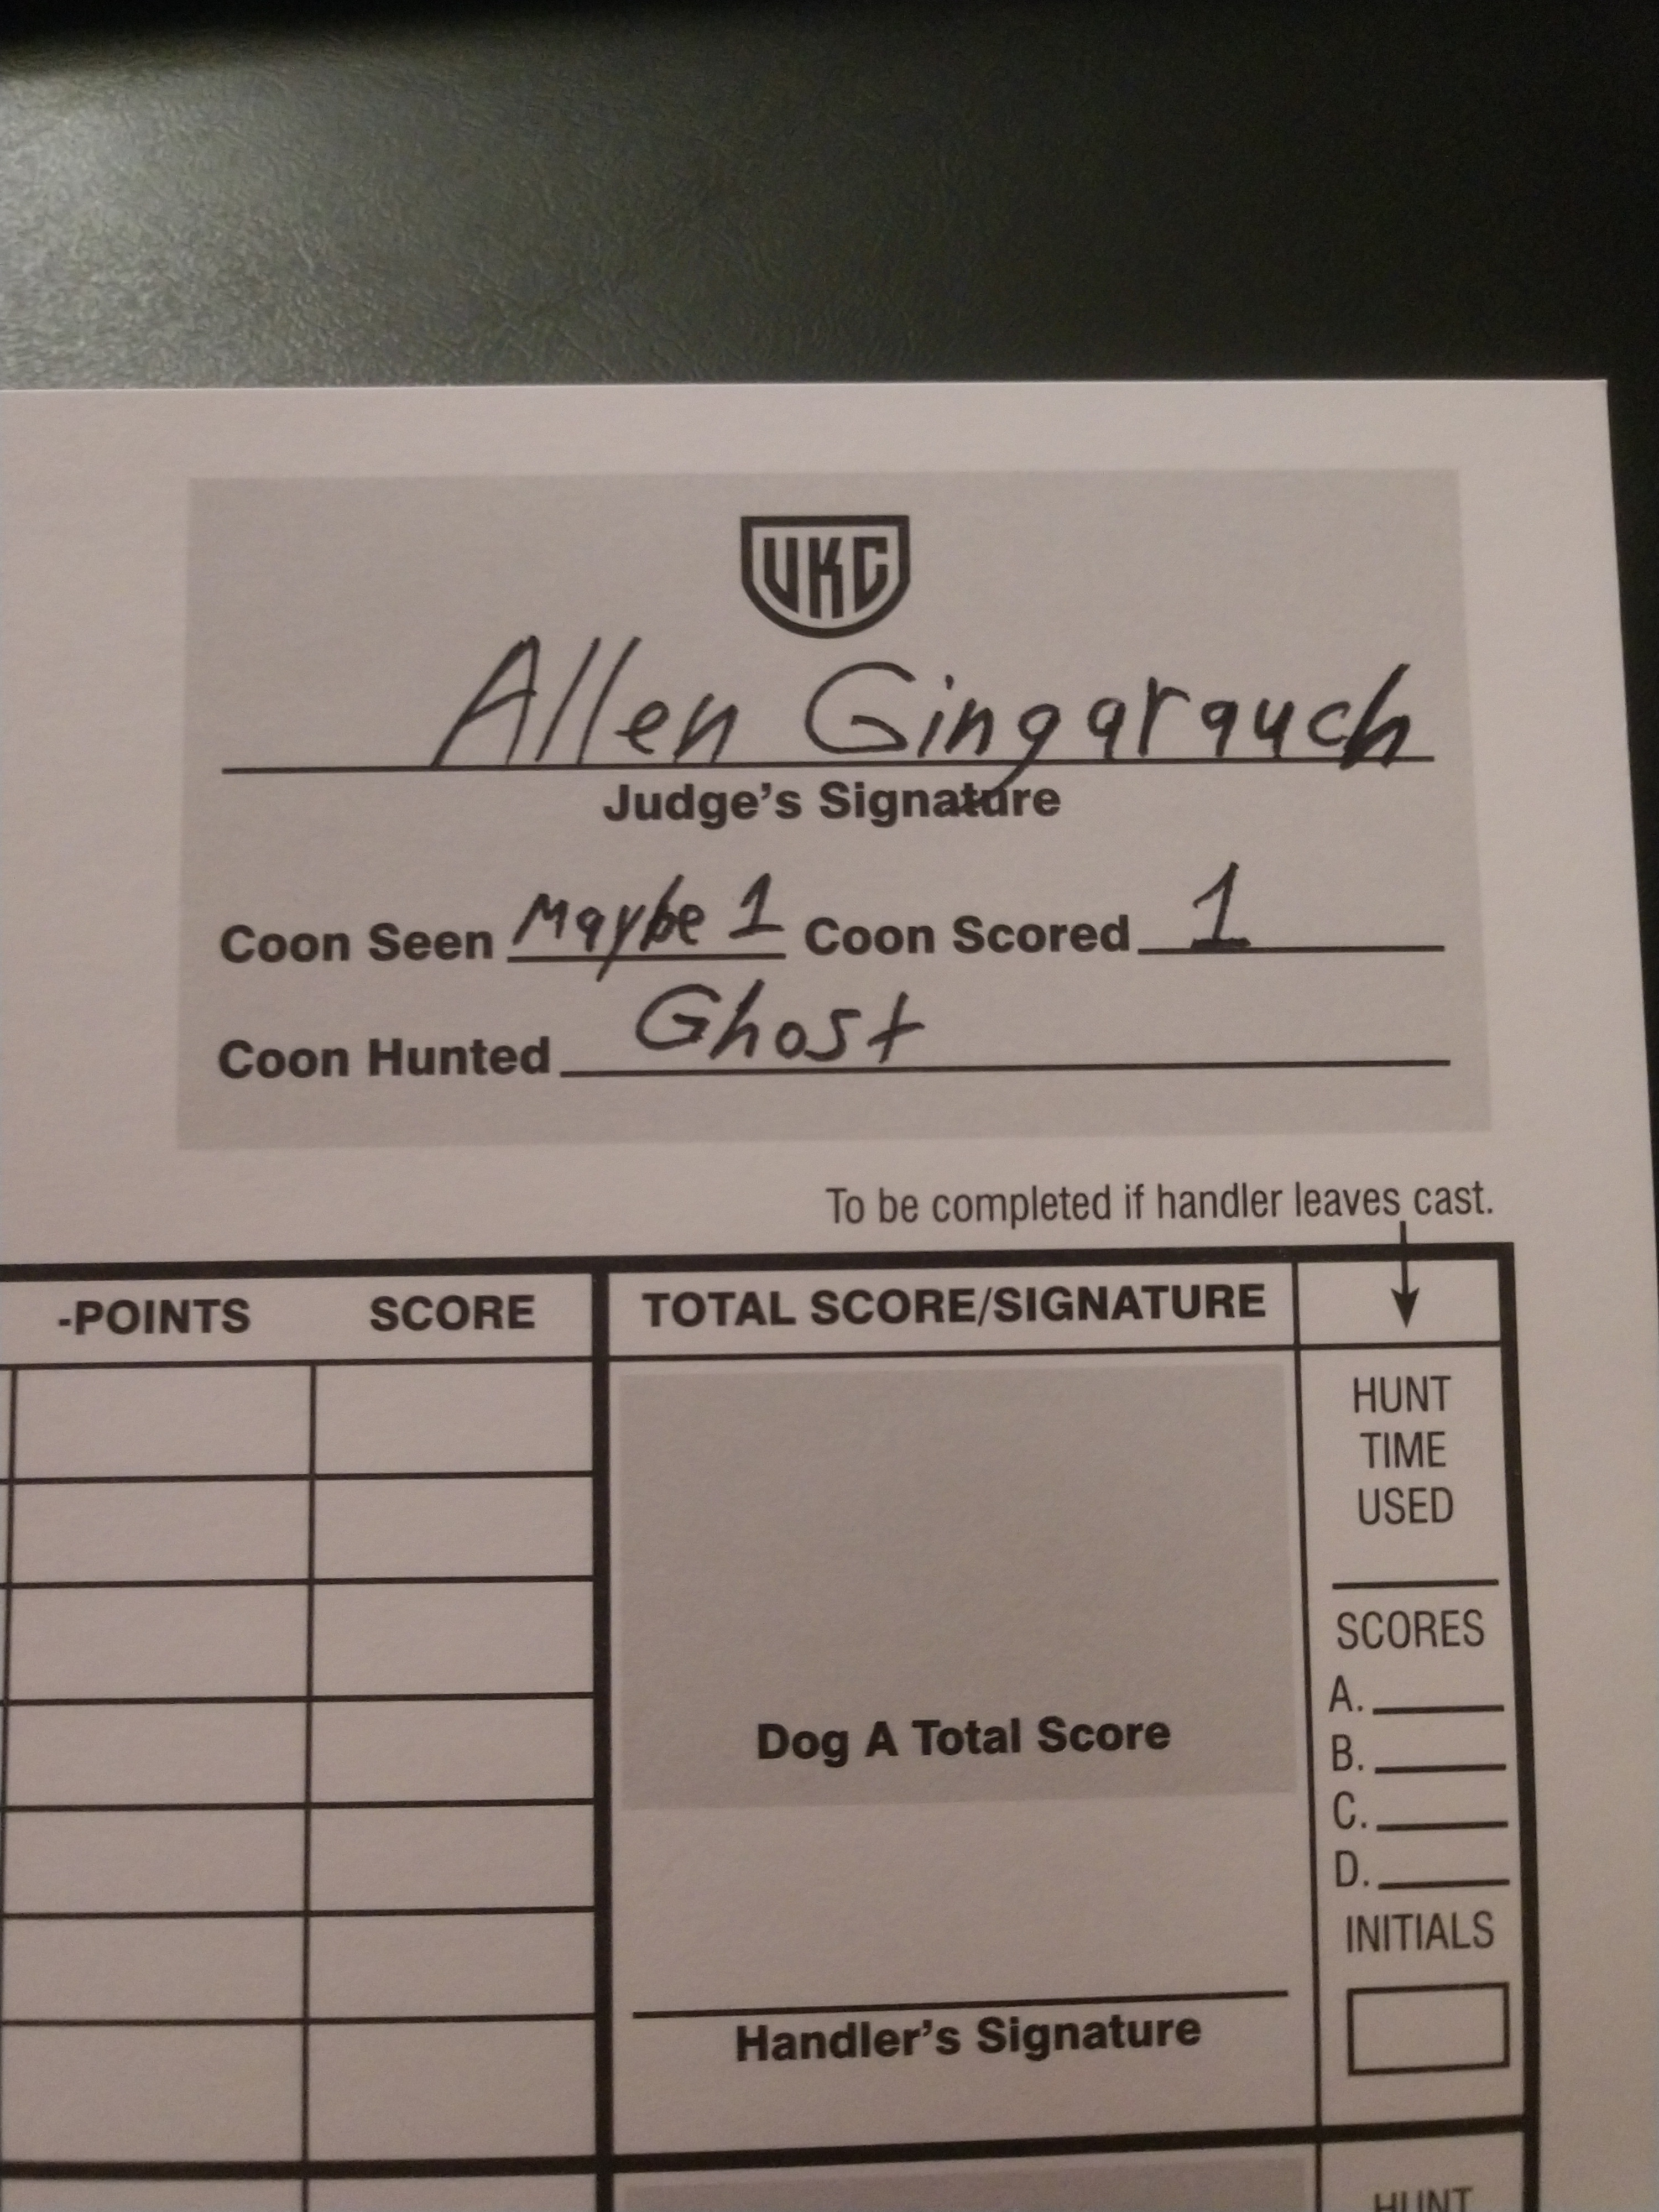 UKC
Allen Gingarauch
Judge's Signature
Coon Seen Maybe 1 Coon Scored 1
Coon Hunted Ghost
To be completed if handler leaves cast.
-POINTS SCORE TOTAL SCORE/SIGNATURE
HUNT
TIME
USED
SCORES
A.
Dog A Total Score
B.
C.
D.
INITIALS
Handler's Signature
HUNT